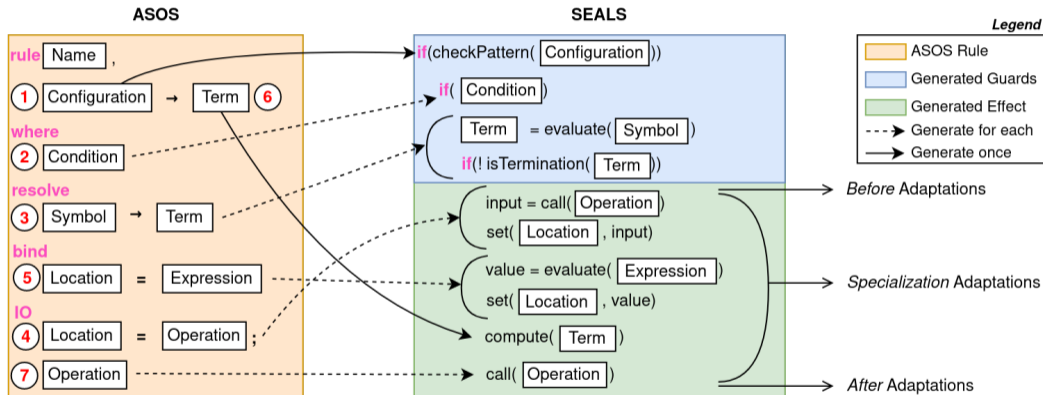 ASOS
rule Name ,
1 Configuration → Term 6
where
2 Condition
resolve
3 Symbol → Term
bind
5 Location = Expression
IO
4 Location = Operation ;
7 Operation
SEALS
if(checkPattern( Configuration ))
if( Condition )
Term = evaluate( Symbol )
if(! isTermination( Term ))
input = call( Operation )
set( Location , input)
value = evaluate( Expression )
set( Location , value)
compute( Term )
call( Operation )
Before Adaptations
Specialization Adaptations
After Adaptations
Legend
ASOS Rule
Generated Guards
Generated Effect
Generate for each
Generate once